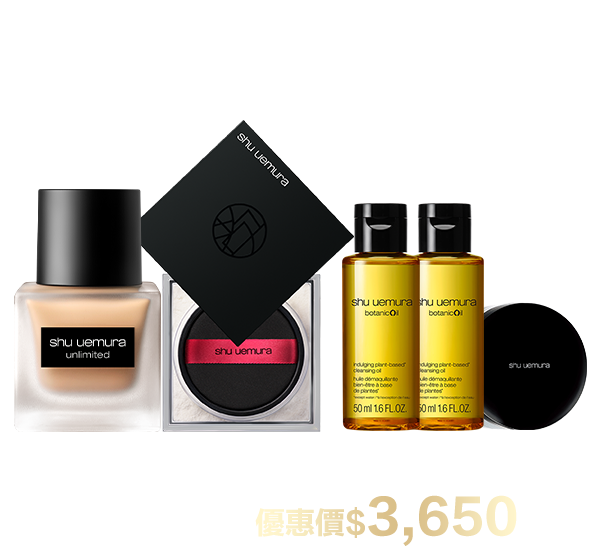 shu uemura
shu uemura
unlimited
shu uemura
shu uemura
botanicOil
indulging plant-based*
cleansing oil
huile démaquillante
bien-être à base
de plantes*
50 ml 1.6 FL.OZ.
shu uemura
botanicOil
indulging plant-based*
cleansing oil
huile démaquillante
bien-être à base
de plantes*
50 ml 1.6 FL.OZ.
shu uemura
優惠價$3,650